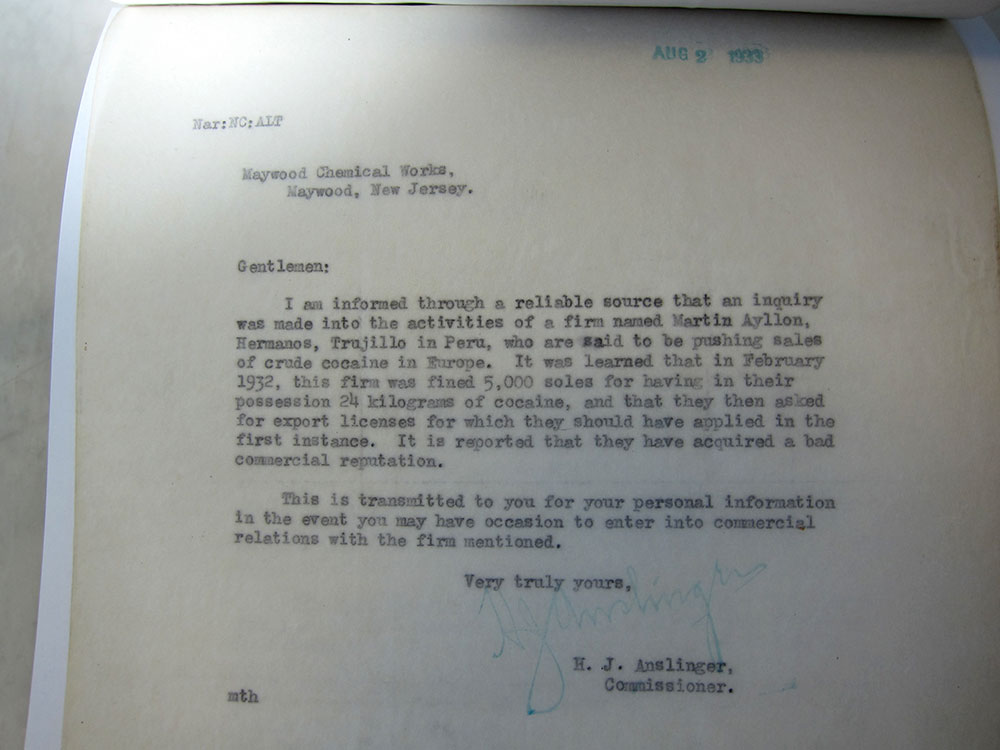 AUG 2 1933
Nar:NC:ALT
Maywood Chemical Works,
Maywood, New Jersey.
Gentlemen:
I am informed through a reliable source that an inquiry
was made into the activities of a firm named Martin Ayllon,
Hermanos, Trujillo in Peru, who are said to be pushing sales
of crude cocaine in Europe. It was learned that in February
1932, this firm was fined 5,000 soles for having in their
possession 24 kilograms of cocaine, and that they then asked
for export licenses for which they should have applied in the
first instance. It is reported that they have acquired a bad
commercial reputation.
This is transmitted to you for your personal information
in the event you may have occasion to enter into commercial
relations with the firm mentioned.
Very truly yours,
H J Anslinger
H. J. Anslinger,
Commissioner.
mth